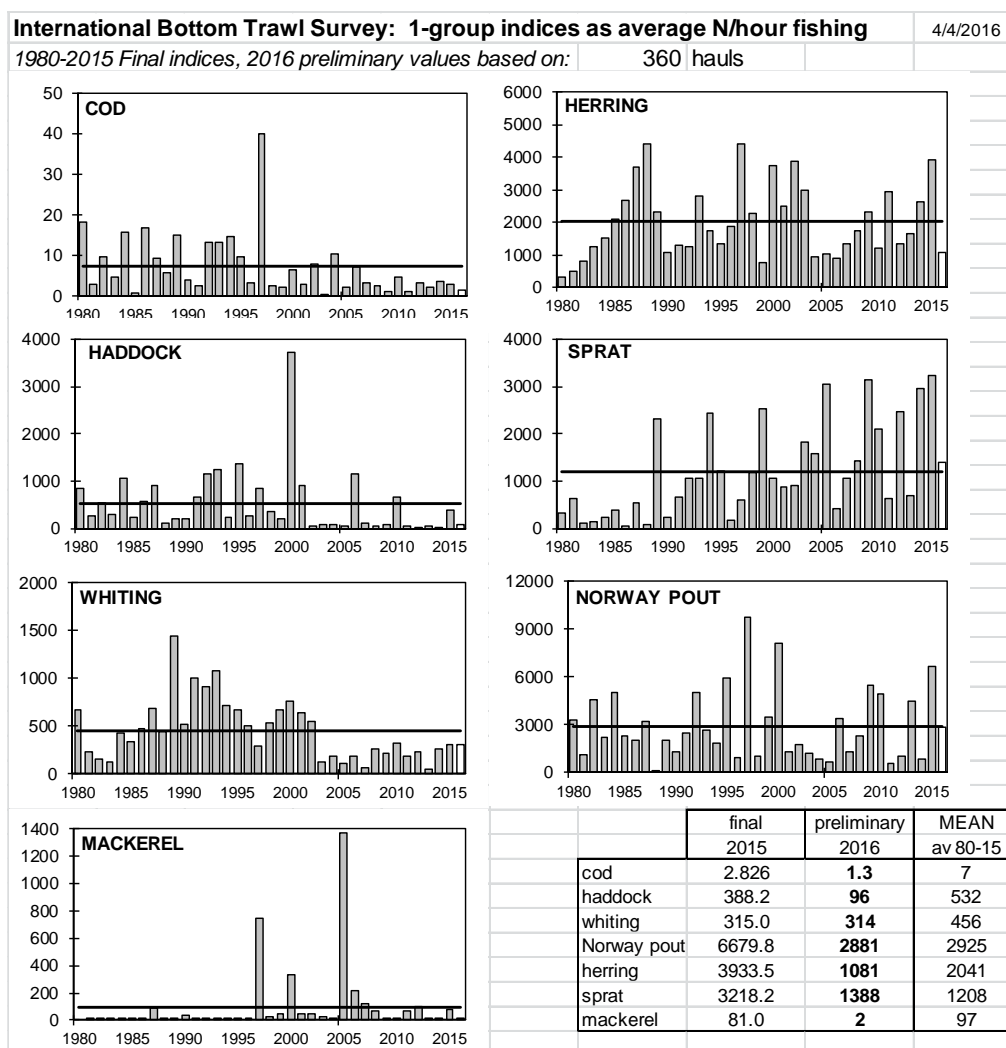 International Bottom Trawl Survey: 1-group indices as average N/hour fishing 4/4/2016
1980-2015 Final indices, 2016 preliminary values based on: 360 hauls
COD
50
40
30
20
10
0
1980 1985 1990 1995 2000 2005 2010 2015
HERRING
6000
5000
4000
3000
2000
1000
0
1980 1985 1990 1995 2000 2005 2010 2015
HADDOCK
4000
3000
2000
1000
0
1980 1985 1990 1995 2000 2005 2010 2015
SPRAT
4000
3000
2000
1000
0
1980 1985 1990 1995 2000 2005 2010 2015
WHITING
2000
1500
1000
500
0
1980 1985 1990 1995 2000 2005 2010 2015
NORWAY POUT
12000
9000
6000
3000
0
1980 1985 1990 1995 2000 2005 2010 2015
MACKEREL
1400
1200
1000
800
600
400
200
0
1980 1985 1990 1995 2000 2005 2010 2015
final preliminary MEAN
2015 2016 av 80-15
cod 2.826 1.3 7
haddock 388.2 96 532
whiting 315.0 314 456
Norway pout 6679.8 2881 2925
herring 3933.5 1081 2041
sprat 3218.2 1388 1208
mackerel 81.0 2 97